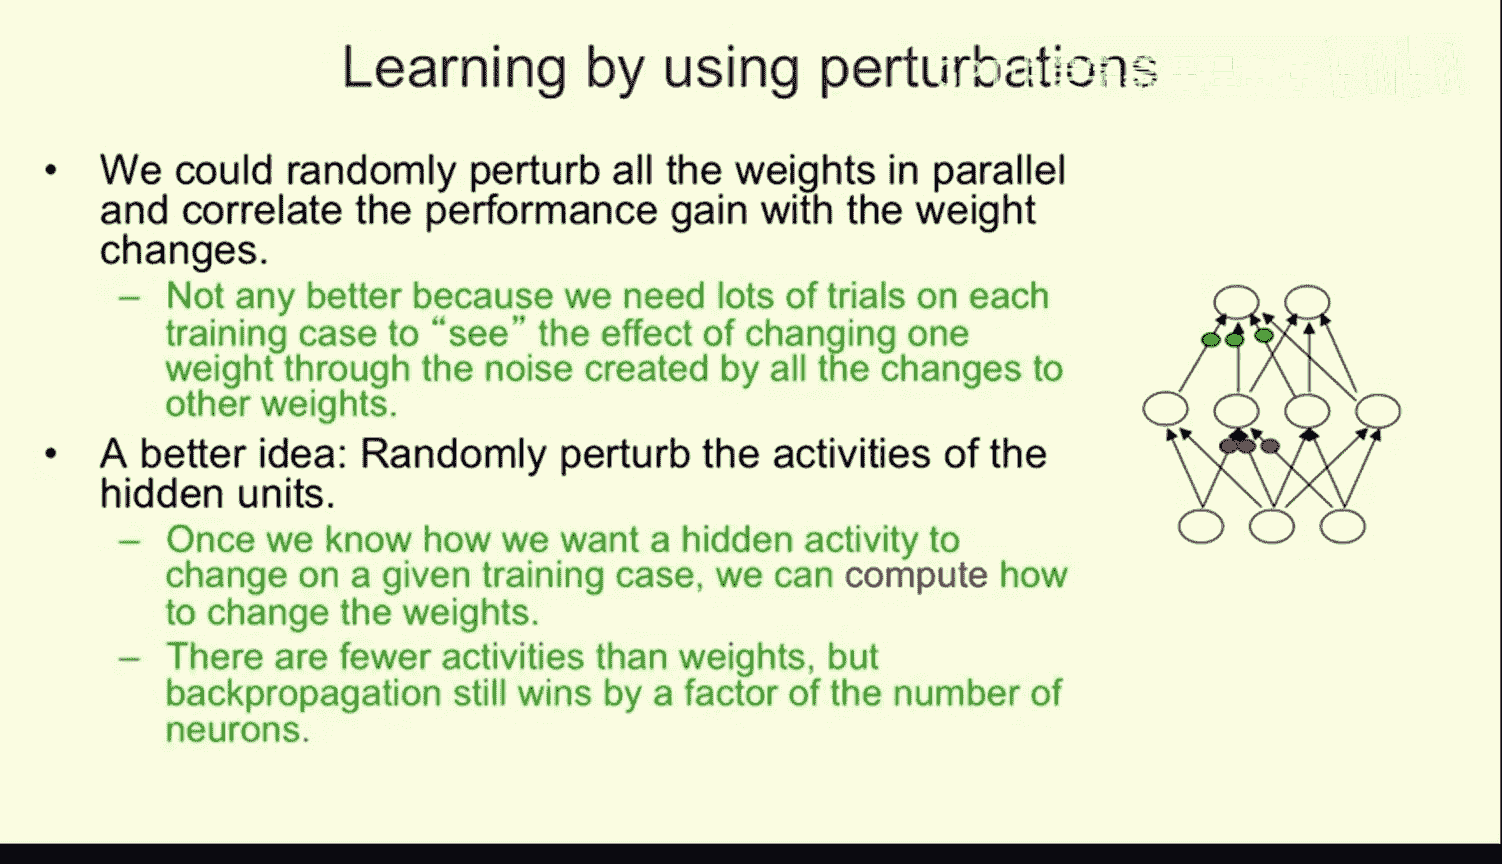 Learning by using perturbations
• We could randomly perturb all the weights in parallel
and correlate the performance gain with the weight
changes.
– Not any better because we need lots of trials on each
training case to “see” the effect of changing one
weight through the noise created by all the changes to
other weights.
• A better idea: Randomly perturb the activities of the
hidden units.
– Once we know how we want a hidden activity to
change on a given training case, we can compute how
to change the weights.
– There are fewer activities than weights, but
backpropagation still wins by a factor of the number of
neurons.